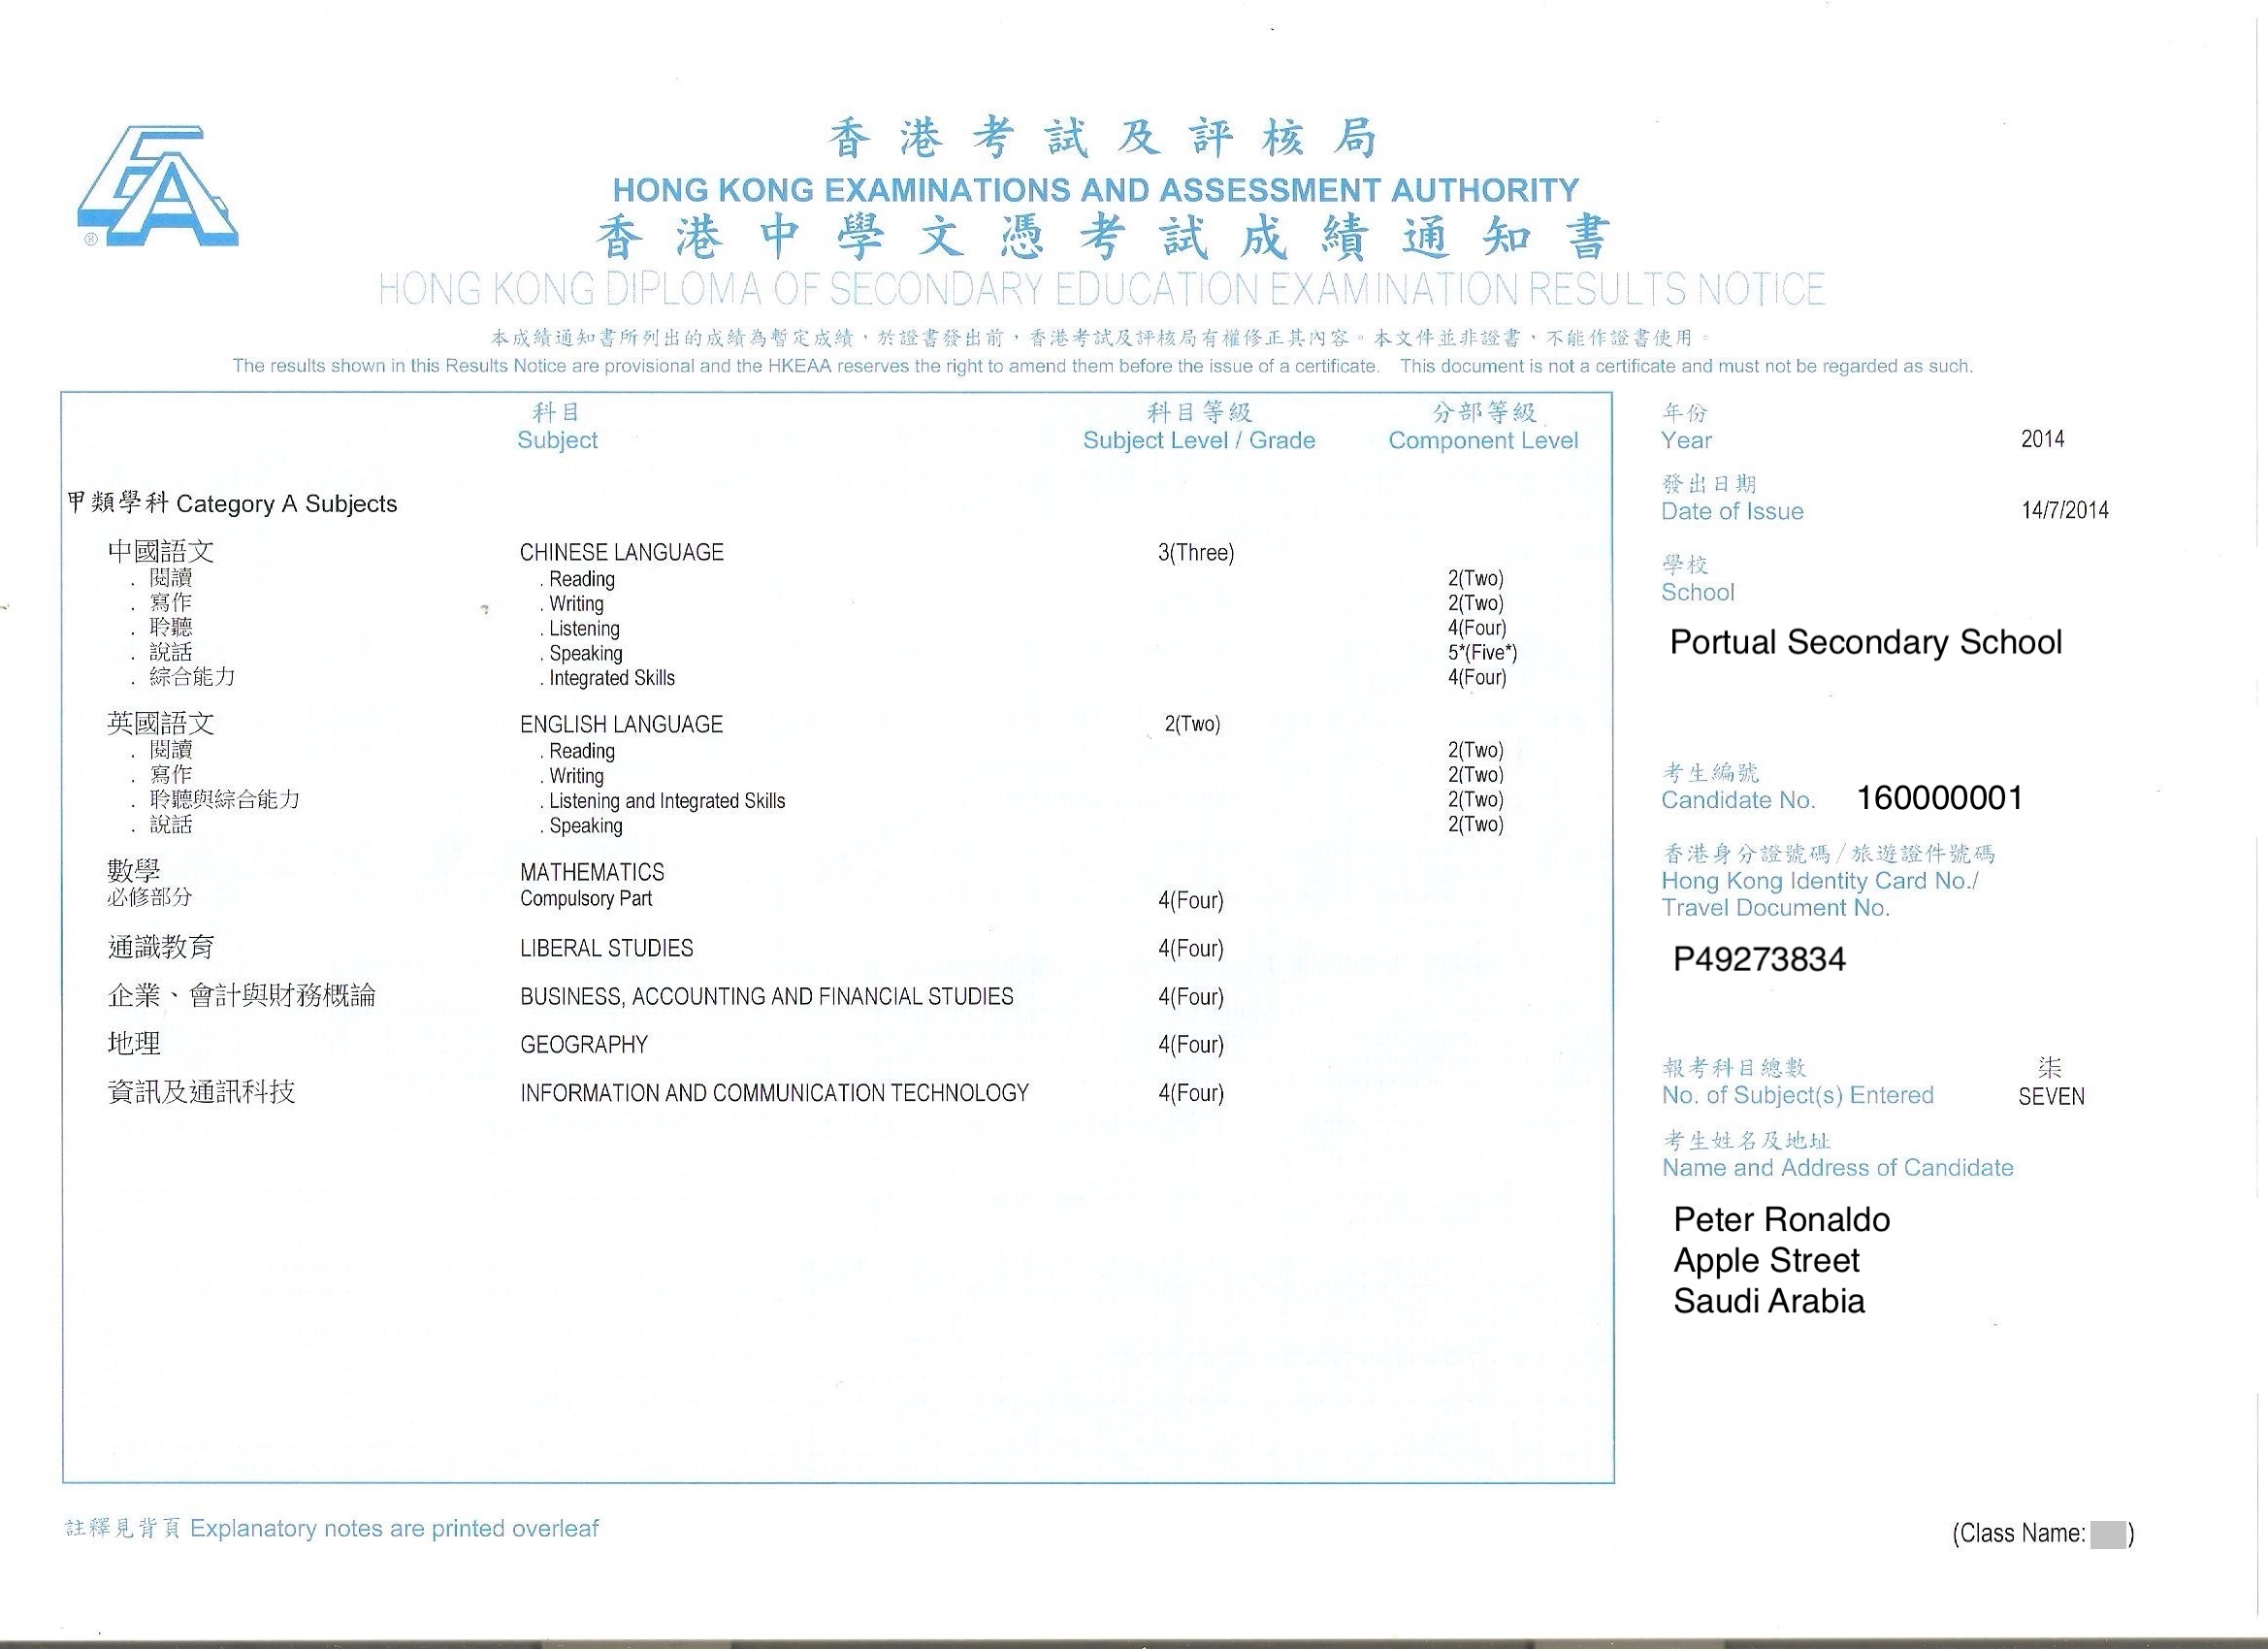 香港考試及評核局
HONG KONG EXAMINATIONS AND ASSESSMENT AUTHORITY
香港中學文憑考試成績通知書
HONG KONG DIPLOMA OF SECONDARY EDUCATION EXAMINATION RESULTS NOTICE
本成績通知書所列出的成績為暫定成績，於證書發出前，香港考試及評核局有權修正其內容。本文件並非證書，不能作證書使用。
The results shown in this Results Notice are provisional and the HKEAA reserves the right to amend them before the issue of a certificate. This document is not a certificate and must not be regarded as such.
EA ®
科目 科目等級 分部等級
Subject Subject Level / Grade Component Level
甲類學科 Category A Subjects
中國語文 CHINESE LANGUAGE 3(Three)
. 閱讀 . Reading 2(Two)
. 寫作 . Writing 2(Two)
. 聆聽 . Listening 4(Four)
. 說話 . Speaking 5*(Five*)
. 綜合能力 . Integrated Skills 4(Four)
英國語文 ENGLISH LANGUAGE 2(Two)
. 閱讀 . Reading 2(Two)
. 寫作 . Writing 2(Two)
. 聆聽與綜合能力 . Listening and Integrated Skills 2(Two)
. 說話 . Speaking 2(Two)
數學 MATHEMATICS
必修部分 Compulsory Part 4(Four)
通識教育 LIBERAL STUDIES 4(Four)
企業、會計與財務概論 BUSINESS, ACCOUNTING AND FINANCIAL STUDIES 4(Four)
地理 GEOGRAPHY 4(Four)
資訊及通訊科技 INFORMATION AND COMMUNICATION TECHNOLOGY 4(Four)
年份
Year 2014
發出日期
Date of Issue 14/7/2014
學校
School
Portual Secondary School
考生編號
Candidate No. 160000001
香港身分證號碼/旅遊證件號碼
Hong Kong Identity Card No./
Travel Document No.
P49273834
報考科目總數 柒
No. of Subject(s) Entered SEVEN
考生姓名及地址
Name and Address of Candidate
Peter Ronaldo
Apple Street
Saudi Arabia
註釋見背頁 Explanatory notes are printed overleaf
(Class Name: )